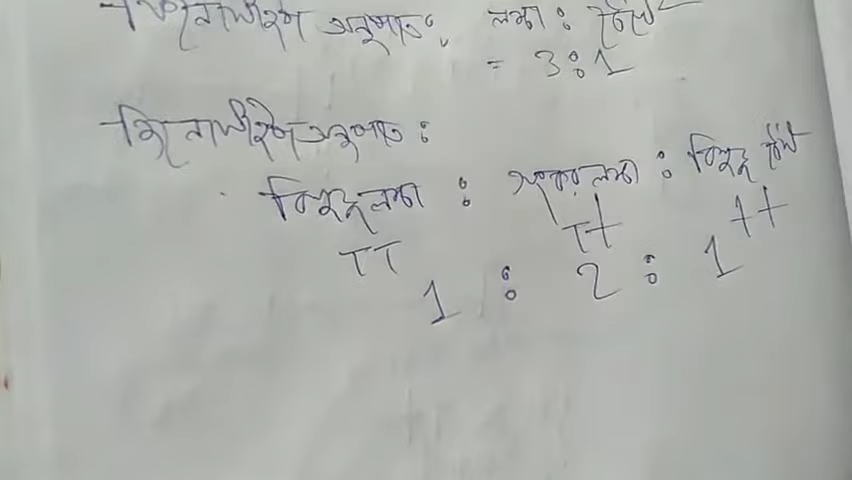 ফিনোটাইপ অনুপাত : লম্বা : বেঁটে
= 3 : 1
জিনোটাইপ অনুপাত :
বিশুদ্ধ লম্বা : সংকর লম্বা : বিশুদ্ধ বেঁটে
TT Tt tt
1 : 2 : 1